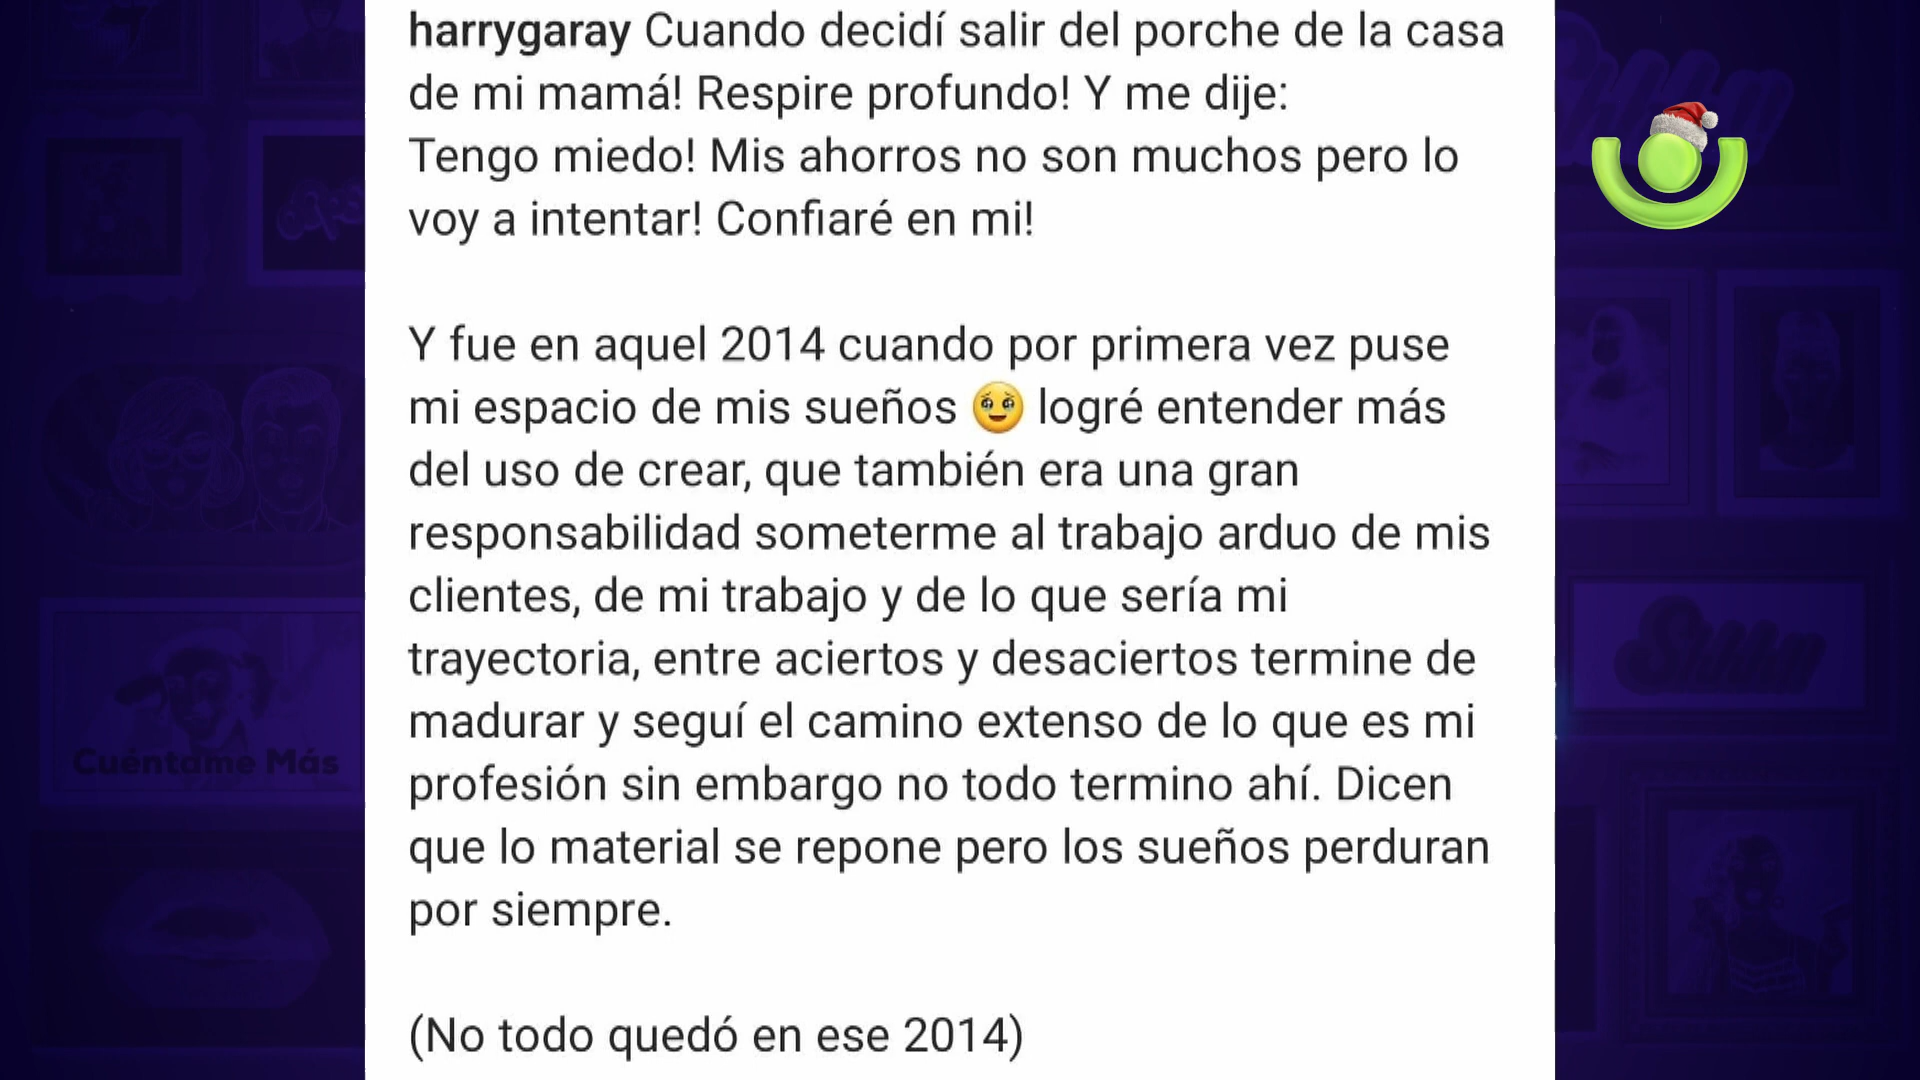 harrygaray Cuando decidí salir del porche de la casa
de mi mamá! Respire profundo! Y me dije:
Tengo miedo! Mis ahorros no son muchos pero lo
voy a intentar! Confiaré en mi!
Y fue en aquel 2014 cuando por primera vez puse
mi espacio de mis sueños 🥹 logré entender más
del uso de crear, que también era una gran
responsabilidad someterme al trabajo arduo de mis
clientes, de mi trabajo y de lo que sería mi
trayectoria, entre aciertos y desaciertos termine de
madurar y seguí el camino extenso de lo que es mi
profesión sin embargo no todo termino ahí. Dicen
que lo material se repone pero los sueños perduran
por siempre.
(No todo quedó en ese 2014)
Cuéntame Más
Shhh